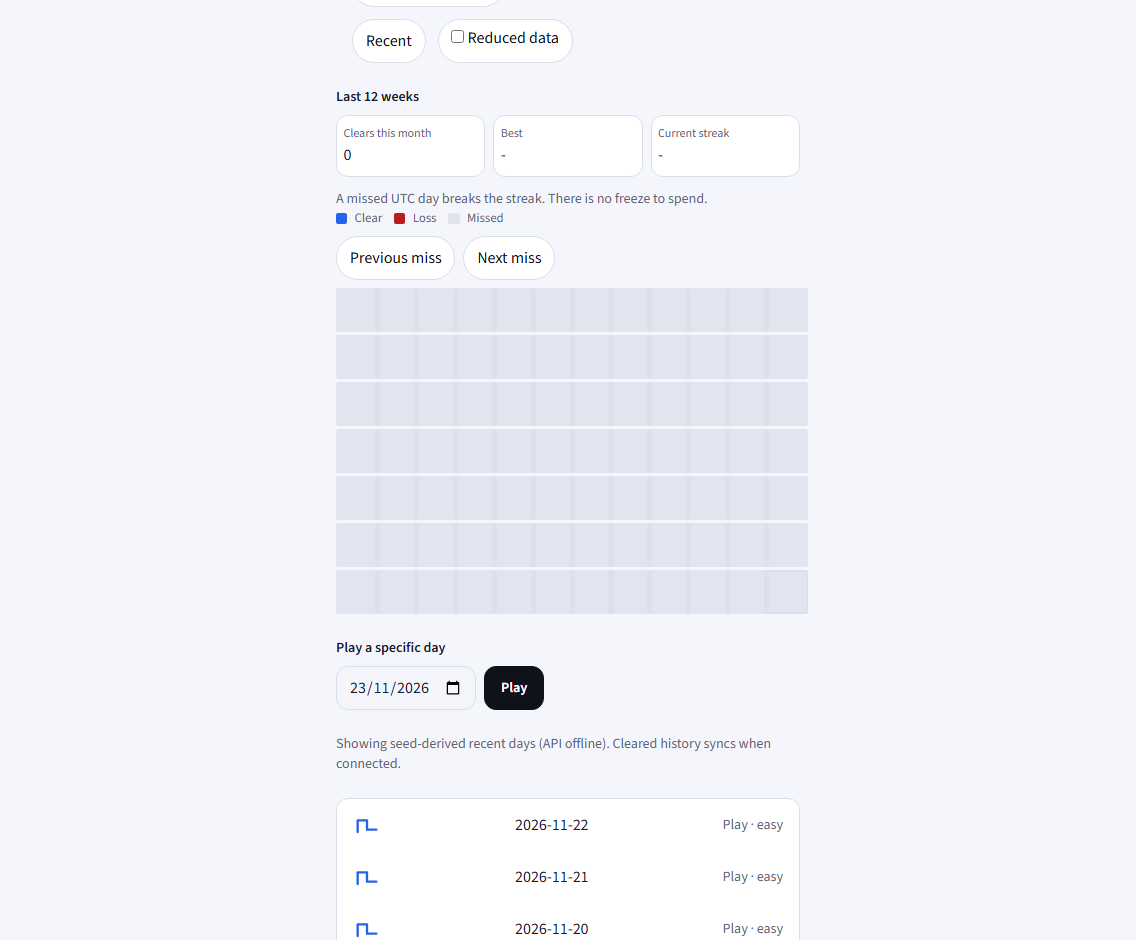 Recent
Reduced data
Last 12 weeks
Clears this month
Best
Current streak
0
-
-
A missed UTC day breaks the streak. There is no freeze to spend.
Clear
Loss
Missed
Previous miss
Next miss
Play a specific day
23/11/2026
Play
Showing seed-derived recent days (API offline). Cleared history syncs when
connected.
2026-11-22
Play · easy
2026-11-21
Play · easy
2026-11-20
Play · easy